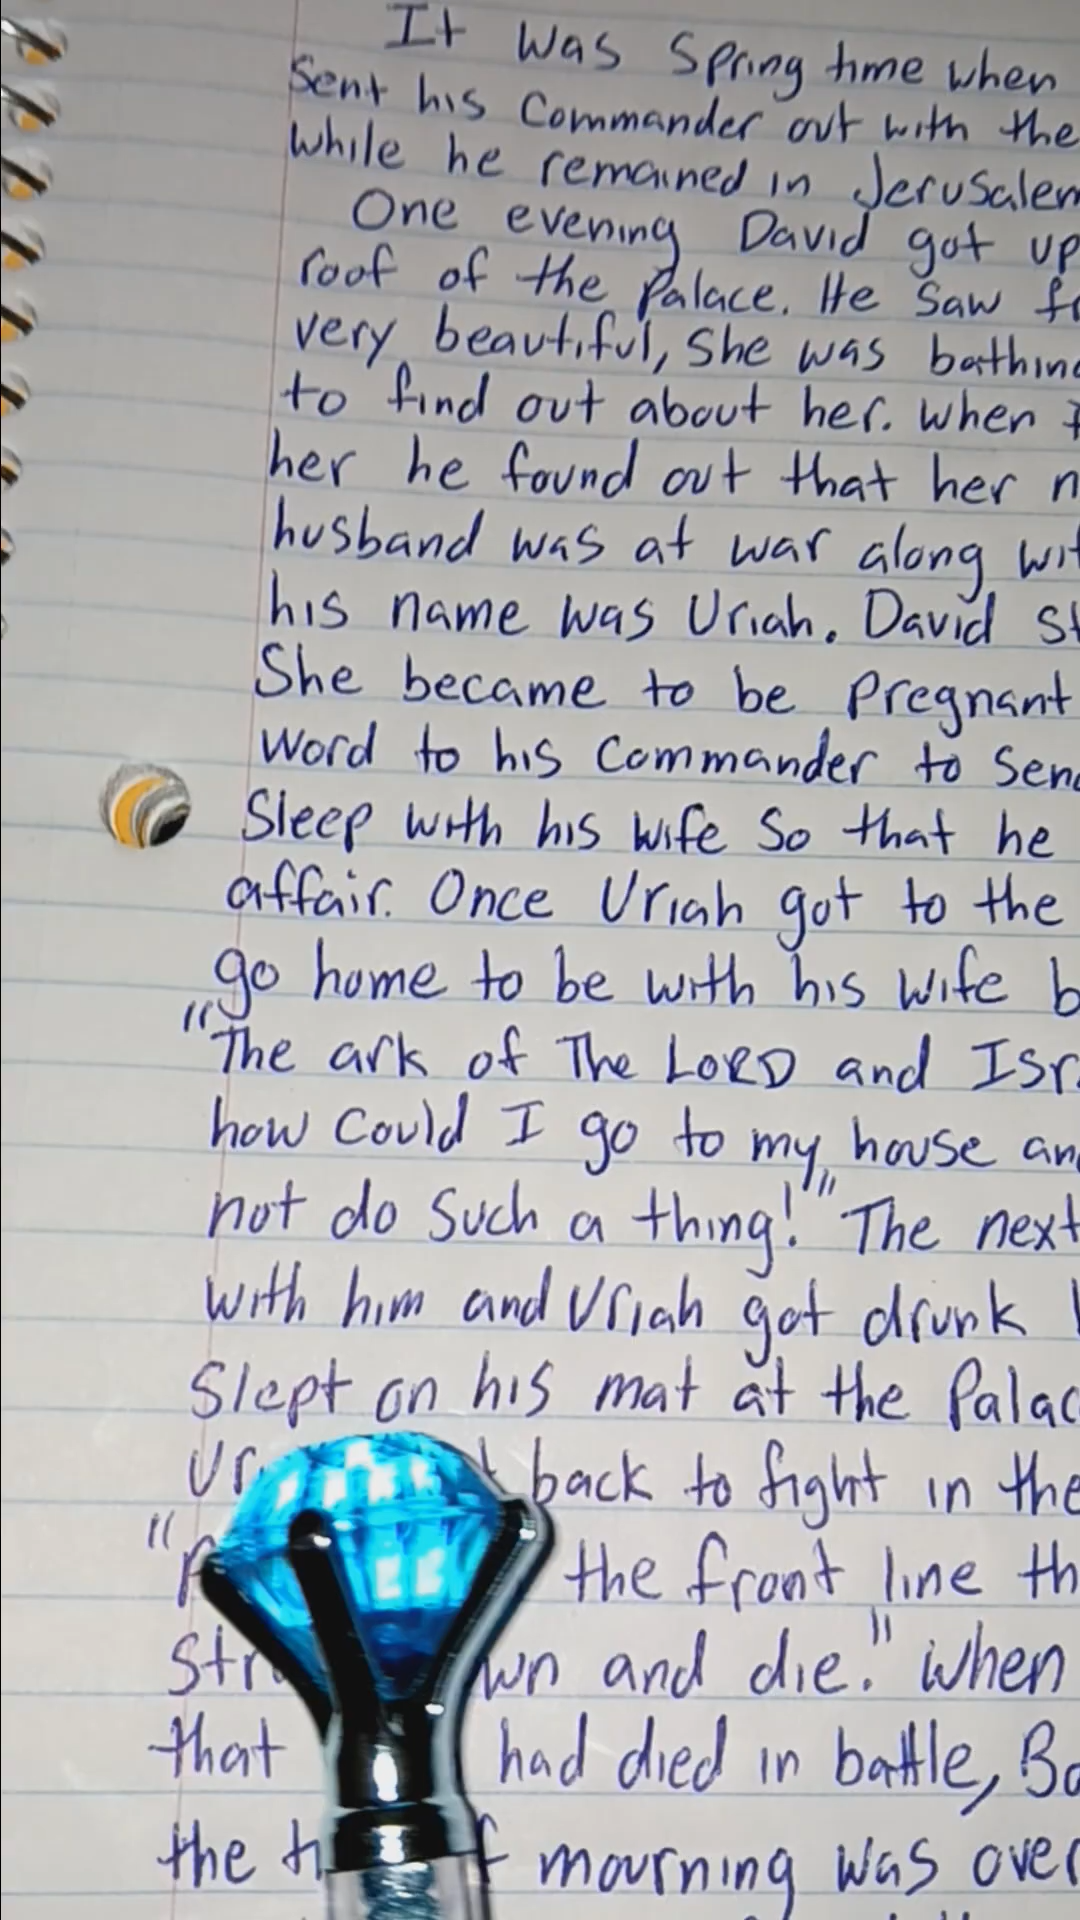 It was Spring time when
Sent his Commander out with the
while he remained in Jerusalem
One evening David got up
roof of the Palace. He saw
very beautiful, She was bathing
to find out about her. when
her he found out that her
husband was at war along
his name was Uriah. David
She became to be Pregnant
word to his Commander to
Sleep with his wife So that he
affair. Once Uriah got to the
go home to be with his wife
"The ark of The LORD and
how Could I go to my house
not do Such a thing!" The next
with him and Uriah got drunk
Slept on his mat at the
back to fight in the
the front line
and die." when
that had died in battle,
the mourning was over